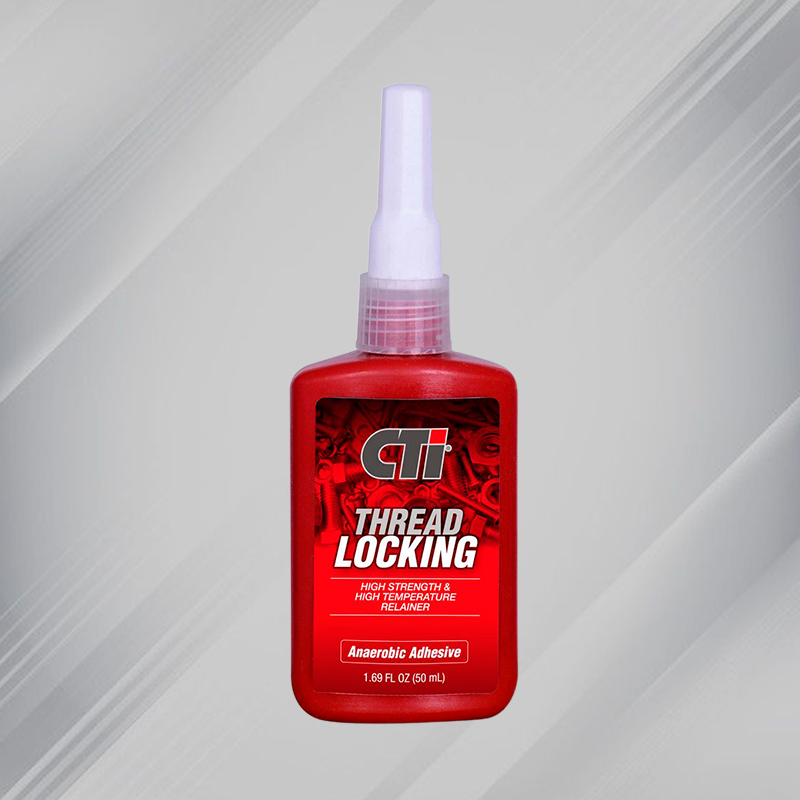 CTi®
THREAD
LOCKING
HIGH STRENGTH &
HIGH TEMPERATURE
RELAINER
Anaerobic Adhesive
1.69 FL OZ (50 mL)